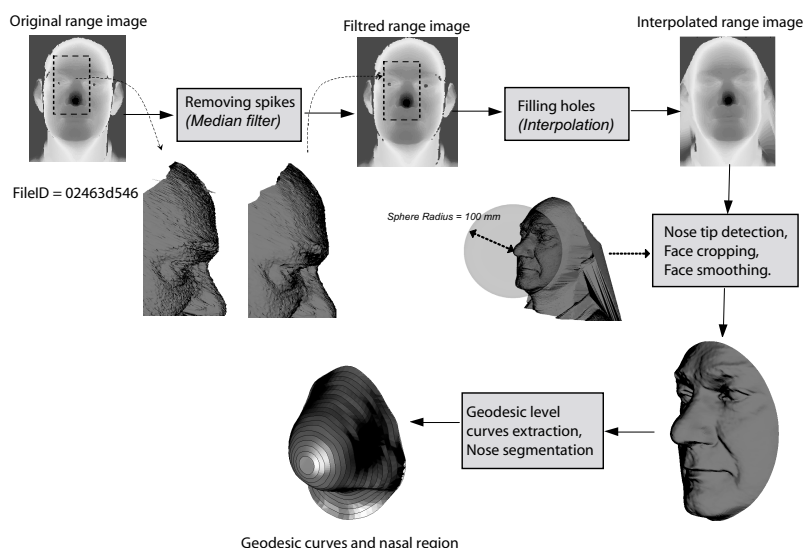 Original range image
Filtred range image
Interpolated range image
Removing spikes
(Median filter)
Filling holes
(Interpolation)
FileID = 02463d546
Sphere Radius = 100 mm
Nose tip detection,
Face cropping,
Face smoothing.
Geodesic level
curves extraction,
Nose segmentation
Geodesic curves and nasal region